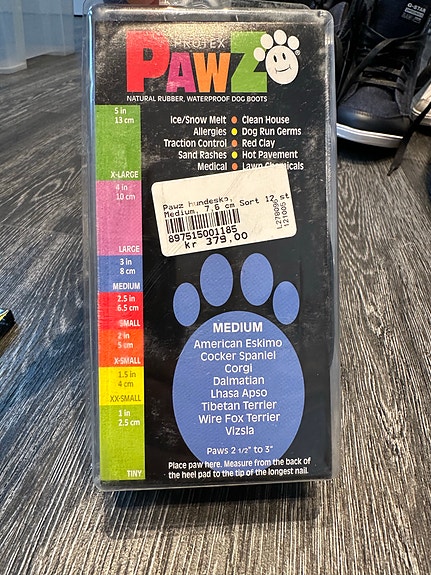 PROTEX
PAWZ
NATURAL RUBBER, WATERPROOF DOG BOOTS
Ice/Snow Melt • Clean House
Allergies • Dog Run Germs
Traction Control • Red Clay
Sand Rashes • Hot Pavement
Medical • Lawn Chemicals
5 in
13 cm
X-LARGE
4 in
10 cm
LARGE
3 in
8 cm
MEDIUM
2.5 in
6.5 cm
SMALL
2 in
5 cm
X-SMALL
1.5 in
4 cm
XX-SMALL
1 in
2.5 cm
TINY
Pawz hundesko,
Medium, 7,6 cm Sort 12 st
897515001185
kr 379,00
121005
MEDIUM
American Eskimo
Cocker Spaniel
Corgi
Dalmatian
Lhasa Apso
Tibetan Terrier
Wire Fox Terrier
Vizsla
Paws 2 1/2" to 3"
Place paw here. Measure from the back of
the heel pad to the tip of the longest nail.
G-STAR